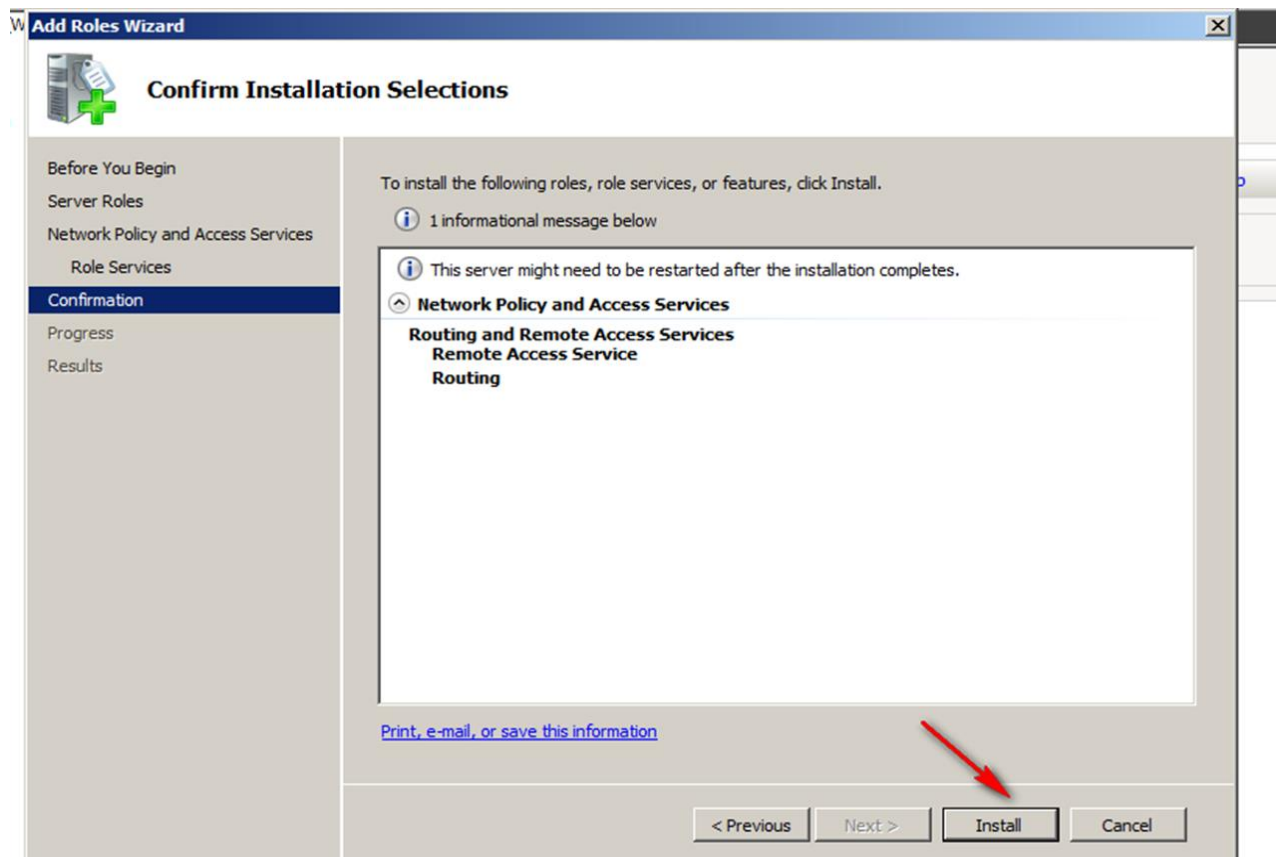 W
Add Roles Wizard
Confirm Installation Selections
Before You Begin
Server Roles
Network Policy and Access Services
Role Services
Confirmation
Progress
Results
To install the following roles, role services, or features, click Install.
1 informational message below
This server might need to be restarted after the installation completes.
Network Policy and Access Services
Routing and Remote Access Services
Remote Access Service
Routing
Print, e-mail, or save this information
< Previous
Next >
Install
Cancel